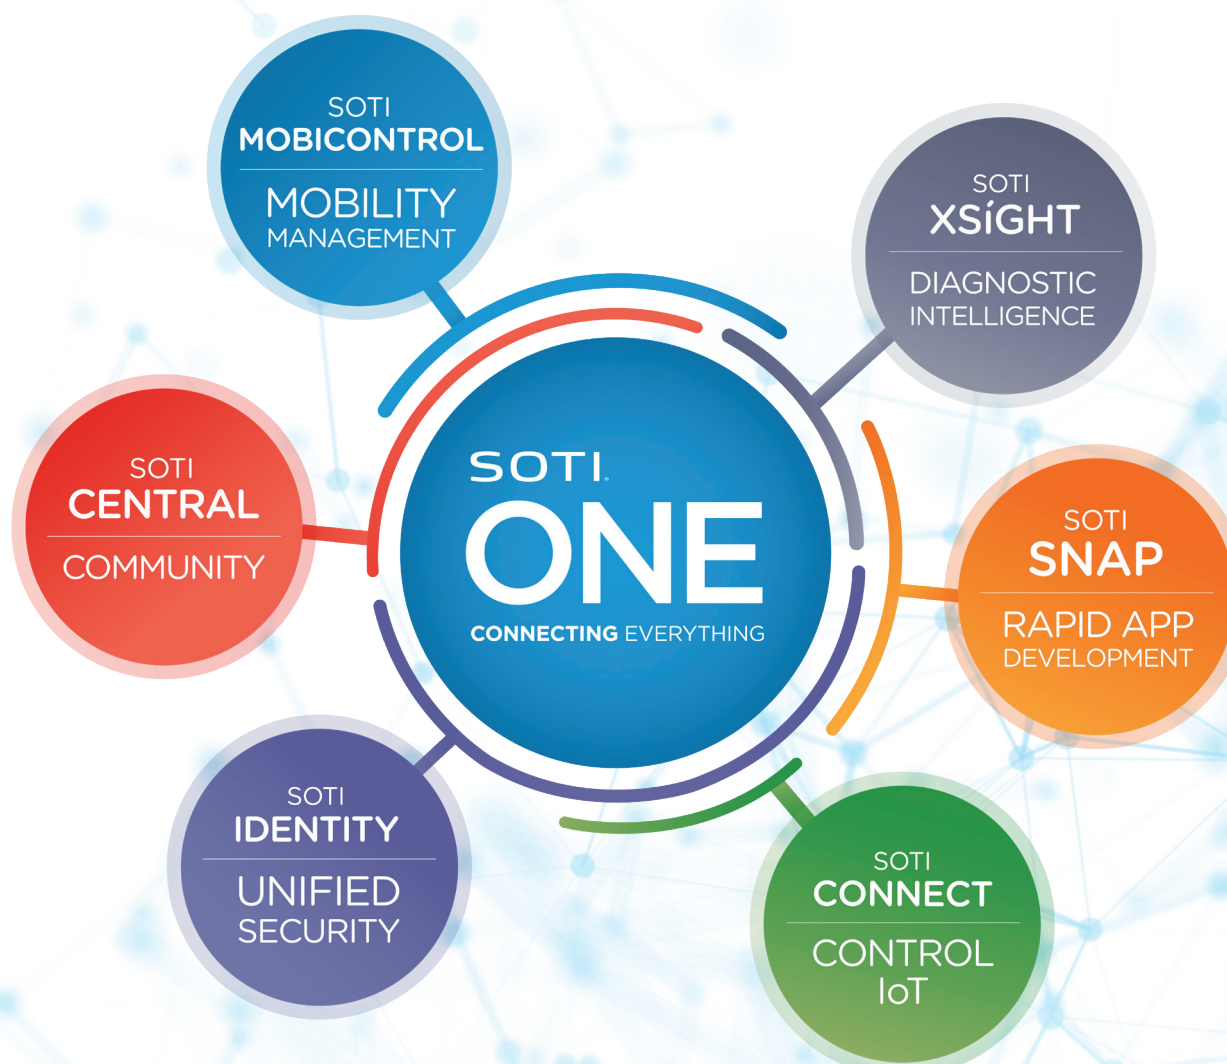 SOTI
MOBICONTROL
MOBILITY
MANAGEMENT
SOTI
XSíGHT
DIAGNOSTIC
INTELLIGENCE
SOTI
CENTRAL
COMMUNITY
SOTI.
ONE
CONNECTING EVERYTHING
SOTI
SNAP
RAPID APP
DEVELOPMENT
SOTI
IDENTITY
UNIFIED
SECURITY
SOTI
CONNECT
CONTROL
IoT